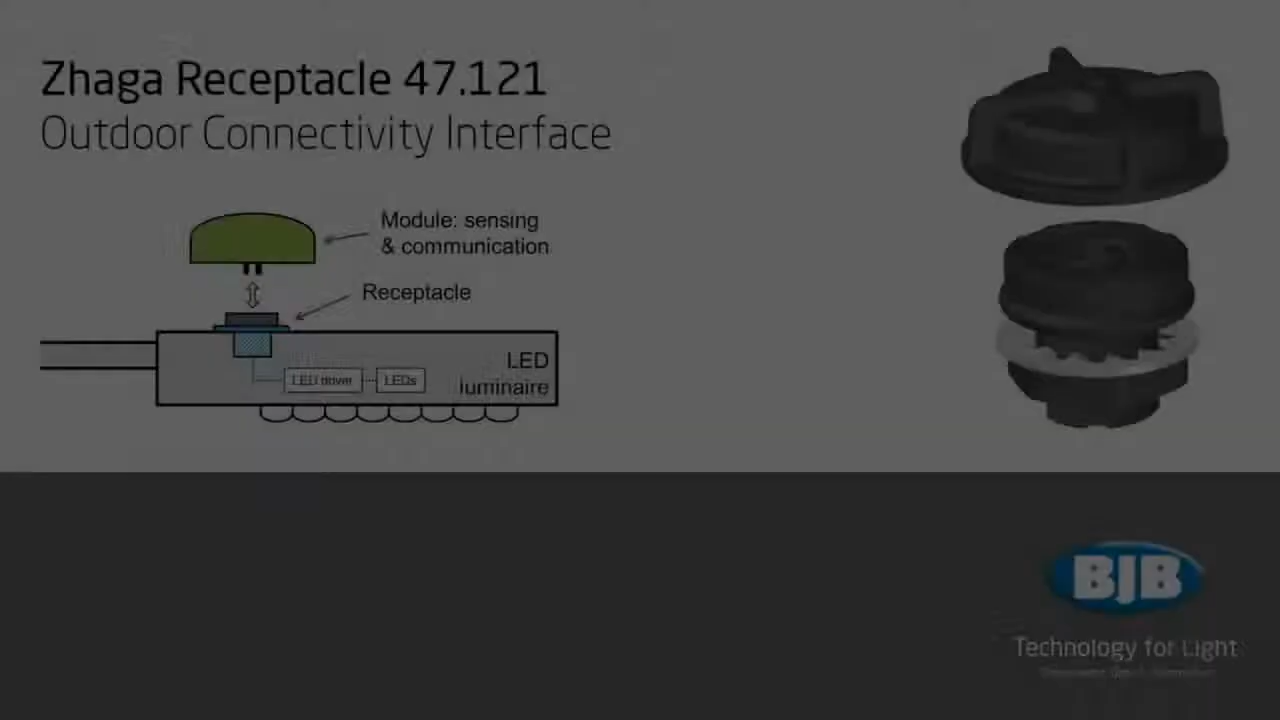 Zhaga Receptacle 47.121
Outdoor Connectivity Interface
Module: sensing
& communication
Receptacle
LED
luminaire
LED driver
LEDs
BJB
Technology for Light